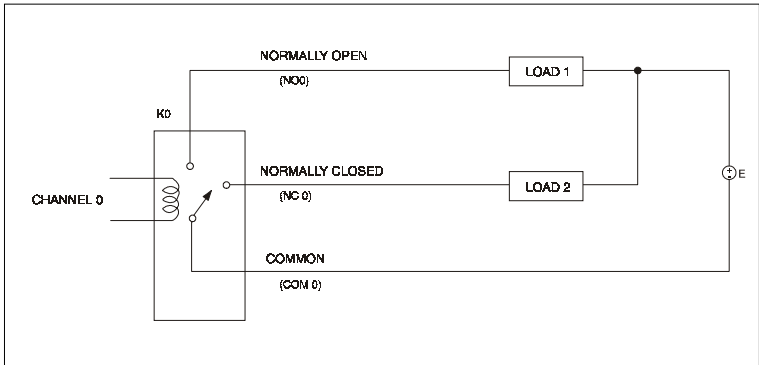 NORMALLY OPEN
(NO0)
LOAD 1
K0
NORMALLY CLOSED
(NC 0)
LOAD 2
CHANNEL 0
+
-
E
COMMON
(COM 0)